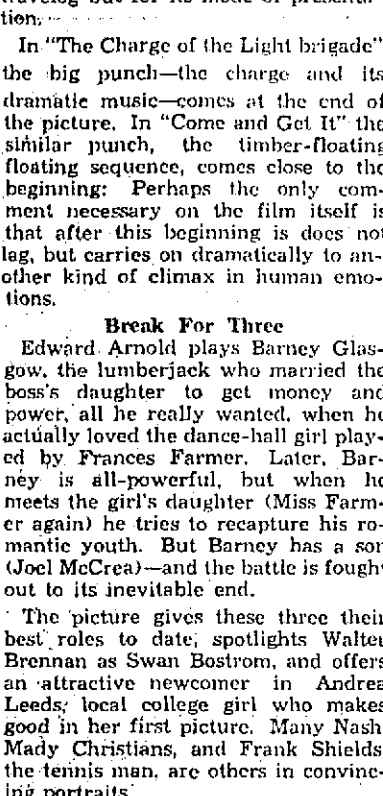 tion.
In "The Charge of the Light brigade"
the big punch—the charge and its
dramatic music—comes at the end of
the picture. In "Come and Get It" the
similar punch, the timber-floating
floating sequence, comes close to the
beginning: Perhaps the only com-
ment necessary on the film itself is
that after this beginning is does not
lag, but carries on dramatically to an-
other kind of climax in human emo-
tions.
Break For Three
Edward Arnold plays Barney Glas-
gow, the lumberjack who married the
boss's daughter to get money and
power, all he really wanted, when he
actually loved the dance-hall girl play-
ed by Frances Farmer. Later, Bar-
ney is all-powerful, but when he
meets the girl's daughter (Miss Farm-
er again) he tries to recapture his ro-
mantic youth. But Barney has a son
(Joel McCrea)—and the battle is fough
out to its inevitable end.
The picture gives these three their
best roles to date, spotlights Walter
Brennan as Swan Bostrom, and offers
an attractive newcomer in Andrea
Leeds, local college girl who makes
good in her first picture. Many Nash
Mady Christians, and Frank Shields
the tennis man, are others in convinc-
ing portraits.